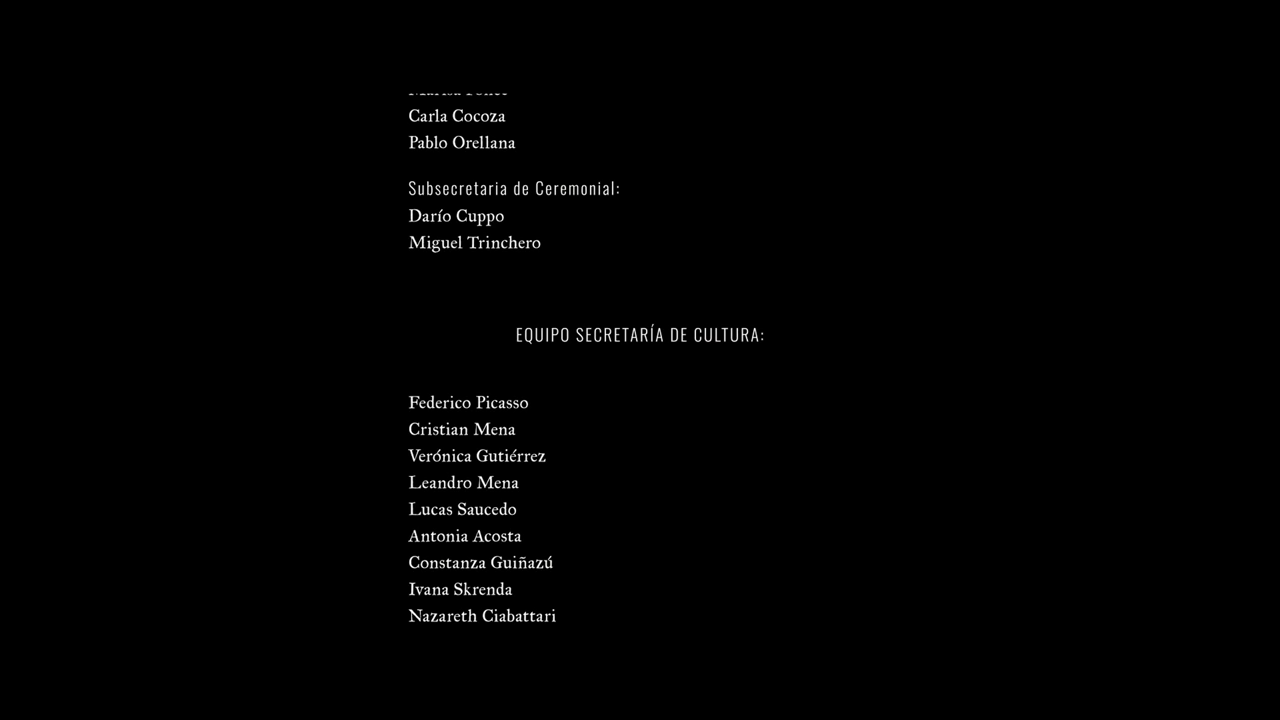 Carla Cocoza
Pablo Orellana
Subsecretaria de Ceremonial:
Darío Cuppo
Miguel Trinchero
EQUIPO SECRETARÍA DE CULTURA:
Federico Picasso
Cristian Mena
Verónica Gutiérrez
Leandro Mena
Lucas Saucedo
Antonia Acosta
Constanza Guiñazú
Ivana Skrenda
Nazareth Ciabattari